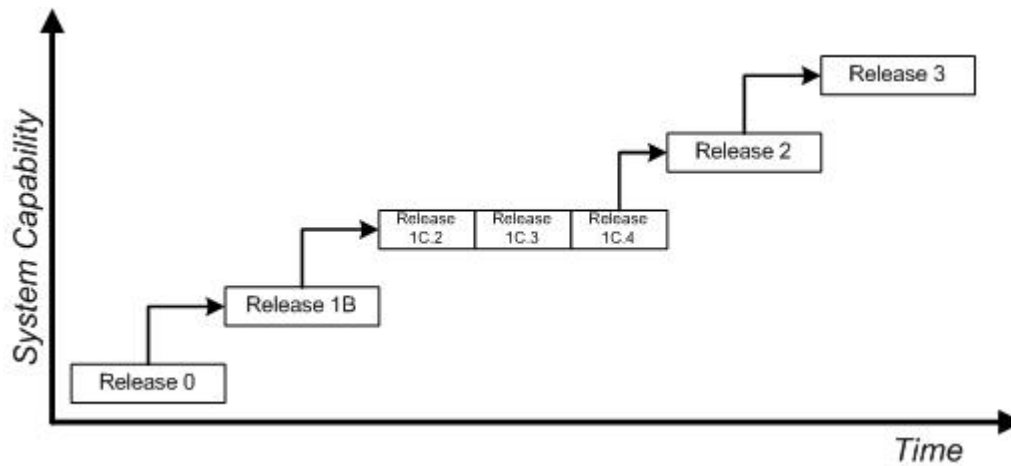 System Capability
Release 3
Release 2
Release
1C.2
Release
1C.3
Release
1C.4
Release 1B
Release 0
Time